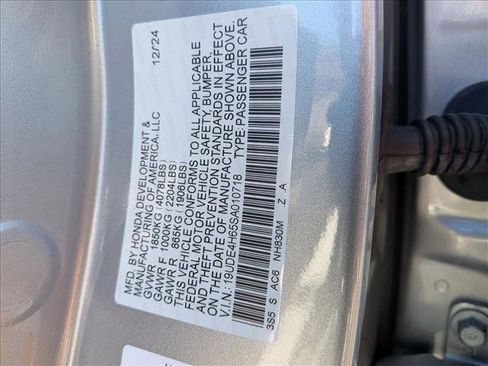 MFD. BY HONDA DEVELOPMENT &
MANUFACTURING OF AMERICA, LLC 12/24
GVWR 1850KG (4078LBS)
GAWR F 1000KG (2204LBS)
GAWR R 865KG (1906LBS)
THIS VEHICLE CONFORMS TO ALL APPLICABLE
FEDERAL MOTOR VEHICLE SAFETY, BUMPER,
AND THEFT PREVENTION STANDARDS IN EFFECT
ON THE DATE OF MANUFACTURE SHOWN ABOVE.
V.I.N.: 19UDE4H65SA010718 TYPE: PASSENGER CAR
3S5 S AC6 NH830M Z A